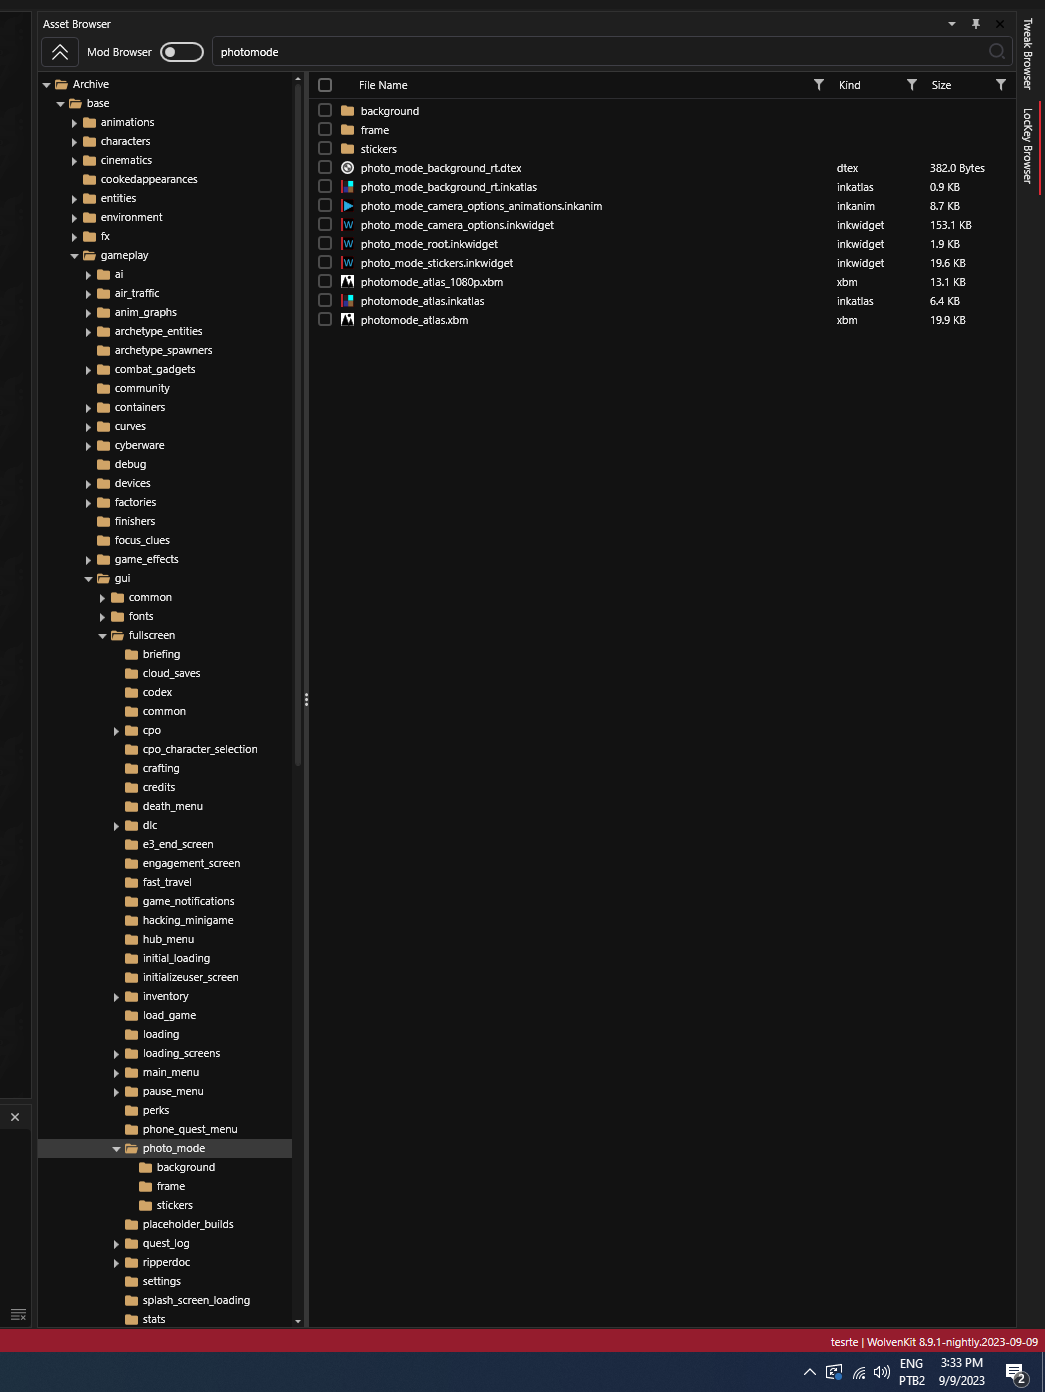 Asset Browser
Mod Browser
photomode
Tweak Browser
LocKey Browser
Archive
base
animations
characters
cinematics
cookedappearances
entities
environment
fx
gameplay
ai
air_traffic
anim_graphs
archetype_entities
archetype_spawners
combat_gadgets
community
containers
curves
cyberware
debug
devices
factories
finishers
focus_clues
game_effects
gui
common
fonts
fullscreen
briefing
cloud_saves
codex
common
cpo
cpo_character_selection
crafting
credits
death_menu
dlc
e3_end_screen
engagement_screen
fast_travel
game_notifications
hacking_minigame
hub_menu
initial_loading
initializeuser_screen
inventory
load_game
loading
loading_screens
main_menu
pause_menu
perks
phone_quest_menu
photo_mode
background
frame
stickers
placeholder_builds
quest_log
ripperdoc
settings
splash_screen_loading
stats
File Name Kind Size
background
frame
stickers
photo_mode_background_rt.dtex dtex 382.0 Bytes
photo_mode_background_rt.inkatlas inkatlas 0.9 KB
photo_mode_camera_options_animations.inkanim inkanim 8.7 KB
photo_mode_camera_options.inkwidget inkwidget 153.1 KB
photo_mode_root.inkwidget inkwidget 1.9 KB
photo_mode_stickers.inkwidget inkwidget 19.6 KB
photomode_atlas_1080p.xbm xbm 13.1 KB
photomode_atlas.inkatlas inkatlas 6.4 KB
photomode_atlas.xbm xbm 19.9 KB
tesrte | WolvenKit 8.9.1-nightly.2023-09-09
ENG
PTB2
3:33 PM
9/9/2023
2